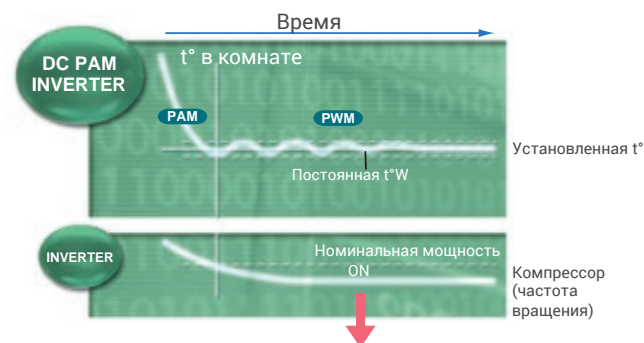 Время
DC PAM
INVERTER
t° в комнате
PAM
PWM
Установленная t°
Постоянная t°W
INVERTER
Номинальная мощность
ON
Компрессор
(частота
вращения)